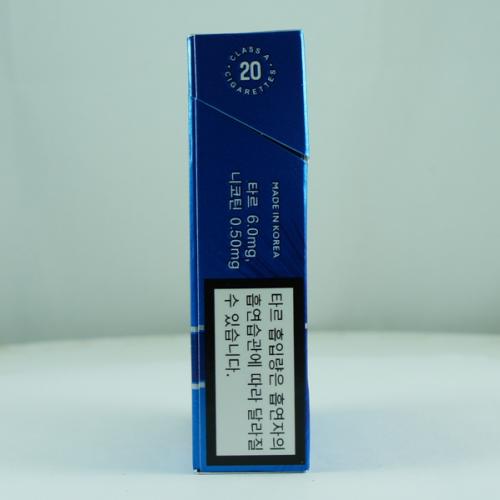 CLASS A
20
CIGARETTES
MADE IN KOREA
타르 6.0mg,
니코틴 0.50mg
타르 흡입량은 흡연자의
흡연습관에 따라 달라질
수 있습니다.